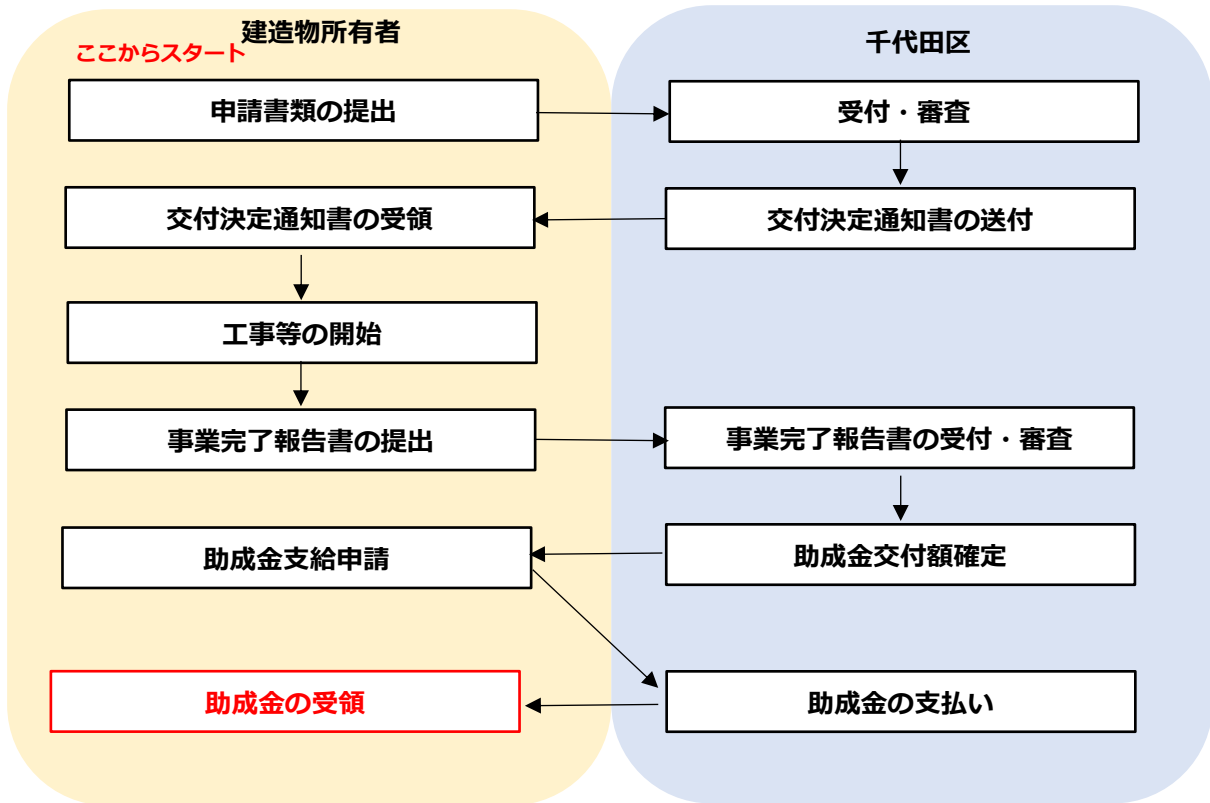 建造物所有者
千代田区
ここからスタート
申請書類の提出
受付・審査
交付決定通知書の受領
交付決定通知書の送付
工事等の開始
事業完了報告書の提出
事業完了報告書の受付・審査
助成金支給申請
助成金交付額確定
助成金の受領
助成金の支払い